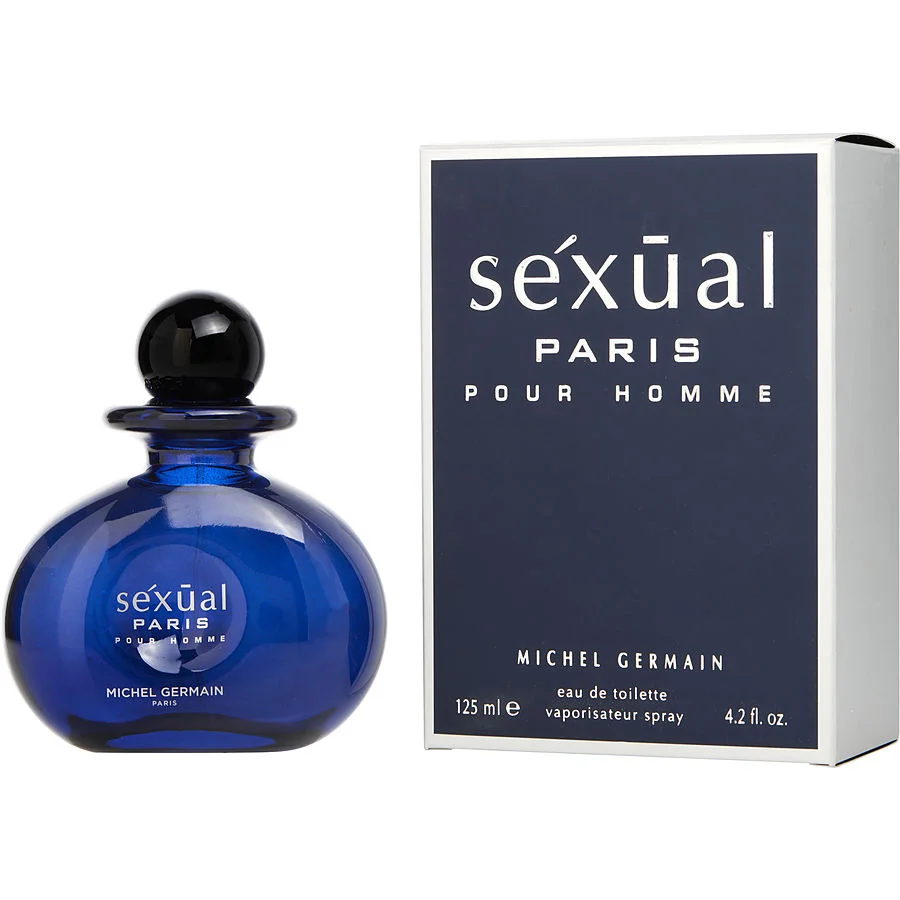 séxūal
PARIS
POUR HOMME
MICHEL GERMAIN
PARIS
séxūal
PARIS
POUR HOMME
MICHEL GERMAIN
eau de toilette
125 ml e vaporisateur spray 4.2 fl. oz.